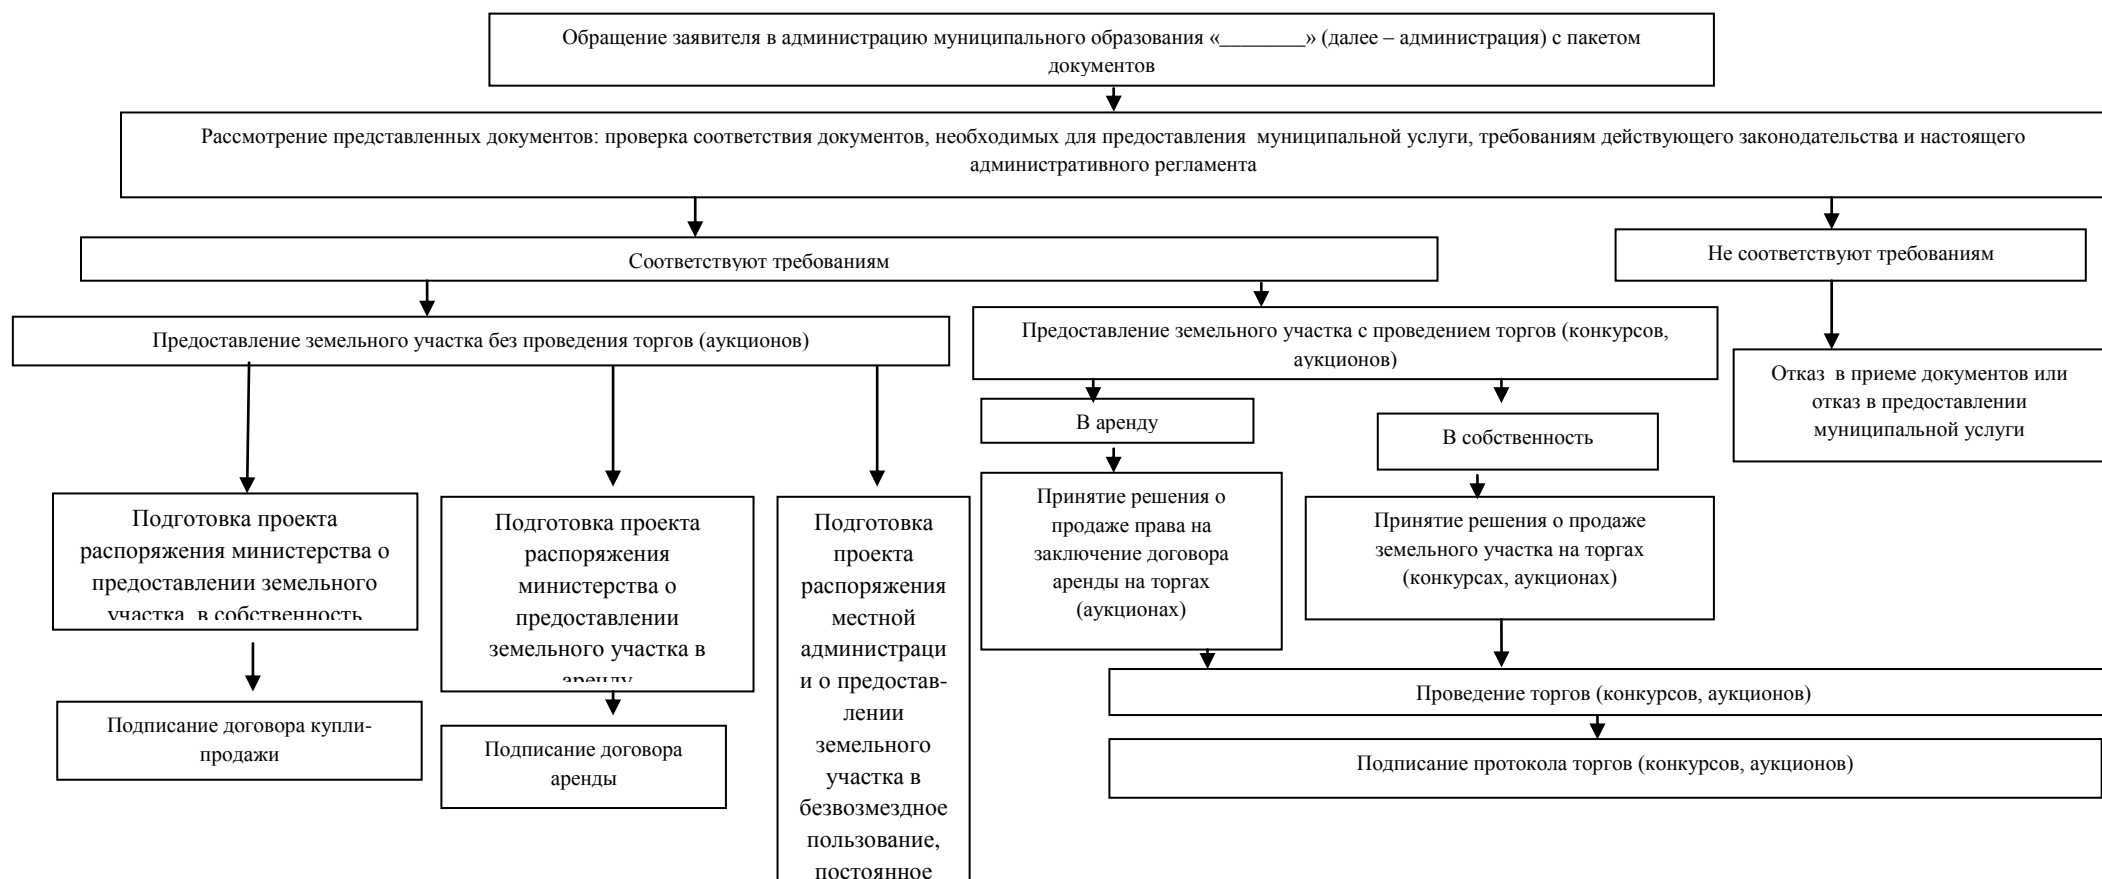 Обращение заявителя в администрацию муниципального образования «________» (далее – администрация) с пакетом
документов
Рассмотрение представленных документов: проверка соответствия документов, необходимых для предоставления муниципальной услуги, требованиям действующего законодательства и настоящего
административного регламента
Соответствуют требованиям
Не соответствуют требованиям
Предоставление земельного участка без проведения торгов (аукционов)
Предоставление земельного участка с проведением торгов (конкурсов,
аукционов)
Отказ в приеме документов или
отказ в предоставлении
муниципальной услуги
В аренду
В собственность
Подготовка проекта
распоряжения министерства о
предоставлении земельного
участка в собственность
Подготовка проекта
распоряжения
министерства о
предоставлении
земельного участка в
аренду
Подготовка
проекта
распоряжения
местной
администраци
и о предостав-
лении
земельного
участка в
безвозмездное
пользование,
постоянное
Принятие решения о
продаже права на
заключение договора
аренды на торгах
(аукционах)
Принятие решения о продаже
земельного участка на торгах
(конкурсах, аукционах)
Подписание договора купли-
продажи
Подписание договора
аренды
Проведение торгов (конкурсов, аукционов)
Подписание протокола торгов (конкурсов, аукционов)